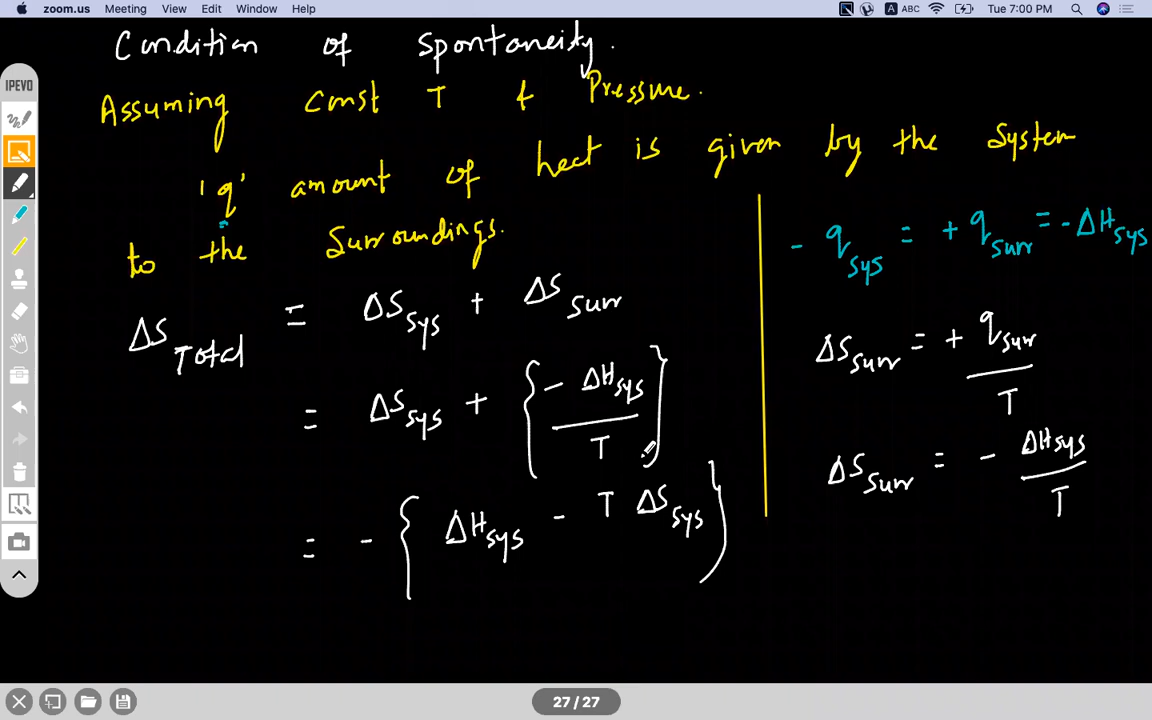 zoom.us Meeting View Edit Window Help A ABC Tue 7:00 PM
IPEVO
Condition of Spontaneity.
Assuming Const T & Pressure.
'q' amount of heat is given by the System
to the Surroundings.
ΔS Total = ΔS sys + ΔS surr
= ΔS sys + { - ΔH sys / T }
= - { ΔH sys - T ΔS sys )
- q sys = + q surr = - ΔH sys
ΔS surr = + q surr / T
ΔS surr = - ΔH sys / T
27/27